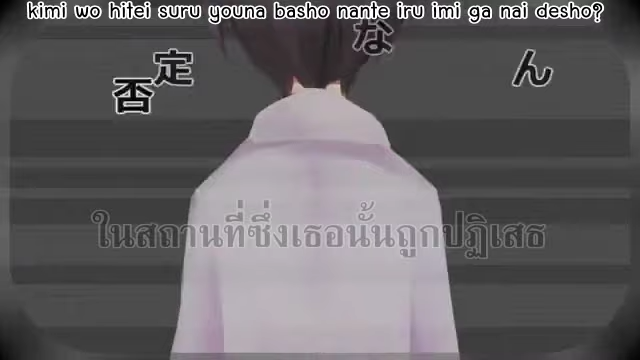 kimi wo hitei suru youna basho nante iru imi ga nai desho?
否定
な
ん
ในสถานที่ซึ่งเธอนั้นถูกปฏิเสธ